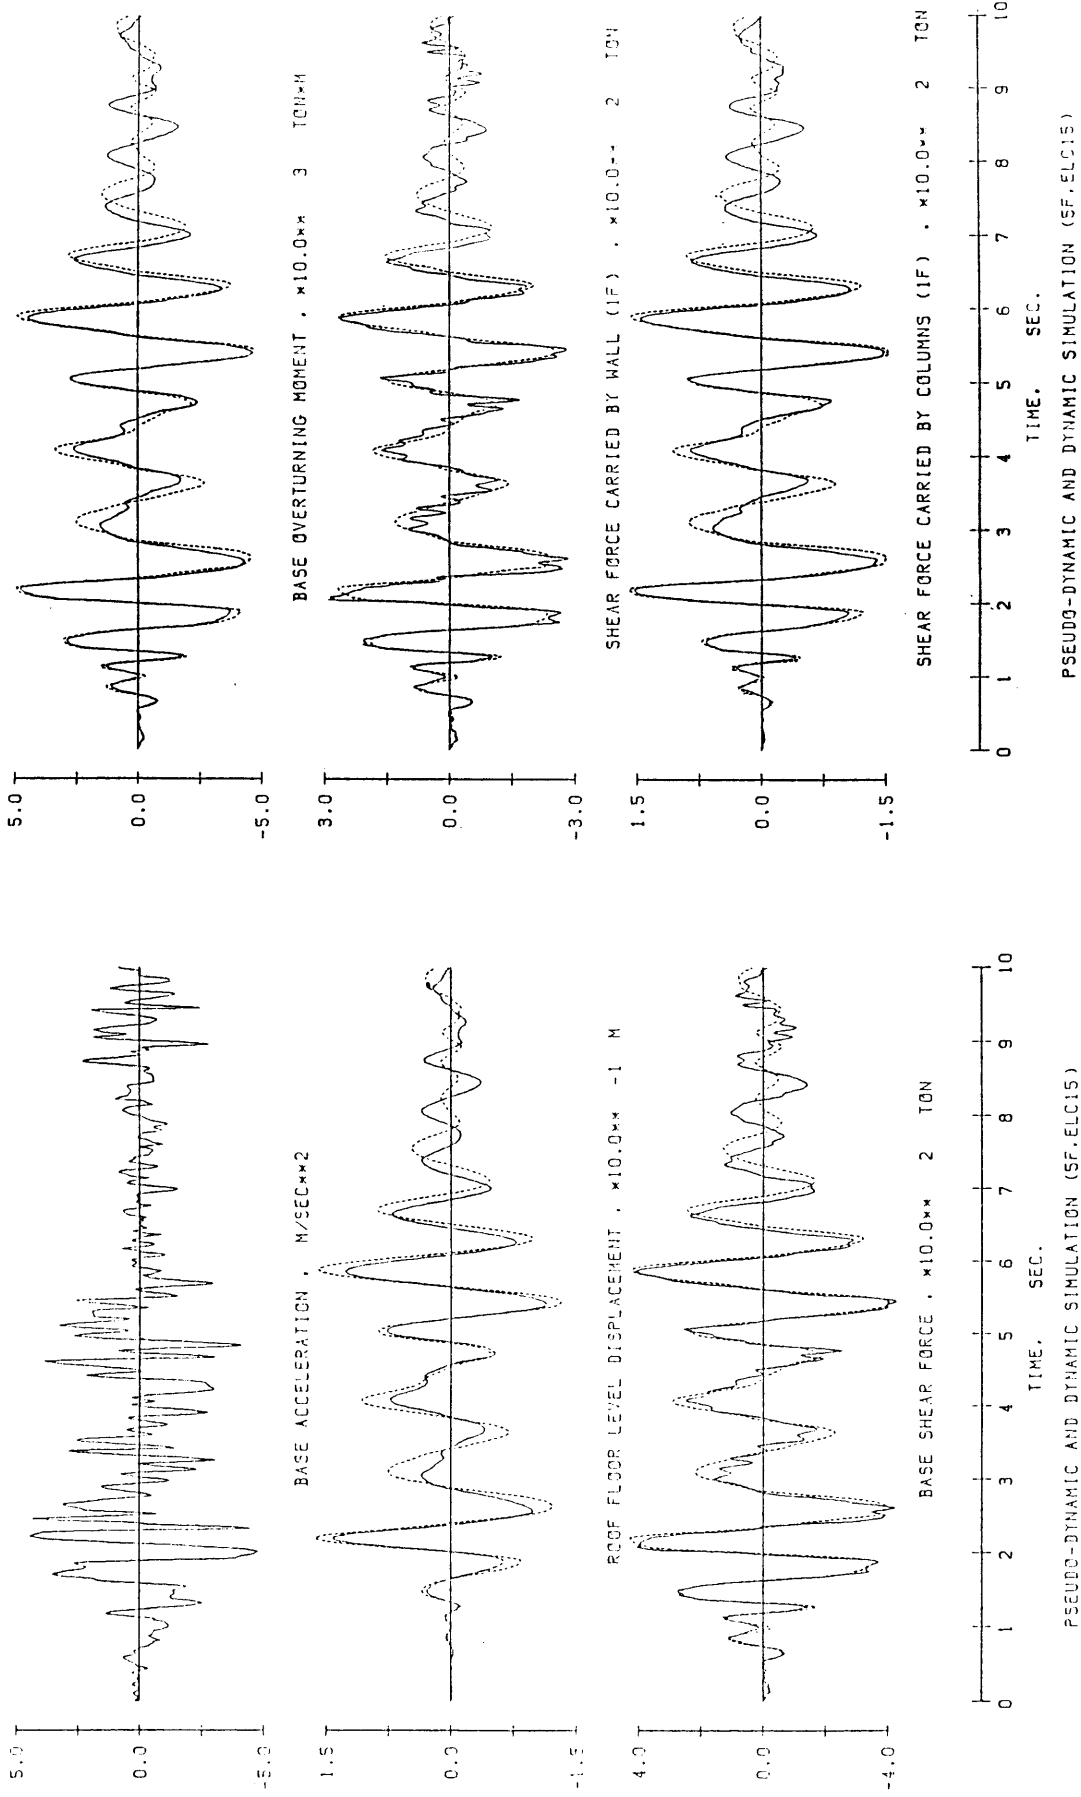 5.0
0.0
-5.0
BASE ACCELERATION , M/SEC**2
1.5
0.0
-1.5
ROOF FLOOR LEVEL DISPLACEMENT , *10.0** -1 M
4.0
0.0
-4.0
BASE SHEAR FORCE , *10.0** 2 TON
0 1 2 3 4 5 6 7 8 9 10
TIME. SEC.
PSEUDO-DYNAMIC AND DYNAMIC SIMULATION (SF.ELC15)
5.0
0.0
-5.0
BASE OVERTURNING MOMENT , *10.0** 3 TON*M
3.0
0.0
-3.0
SHEAR FORCE CARRIED BY WALL (1F) , *10.0** 2 TON
1.5
0.0
-1.5
SHEAR FORCE CARRIED BY COLUMNS (1F) , *10.0** 2 TON
0 1 2 3 4 5 6 7 8 9 10
TIME. SEC.
PSEUDO-DYNAMIC AND DYNAMIC SIMULATION (SF.ELC15)